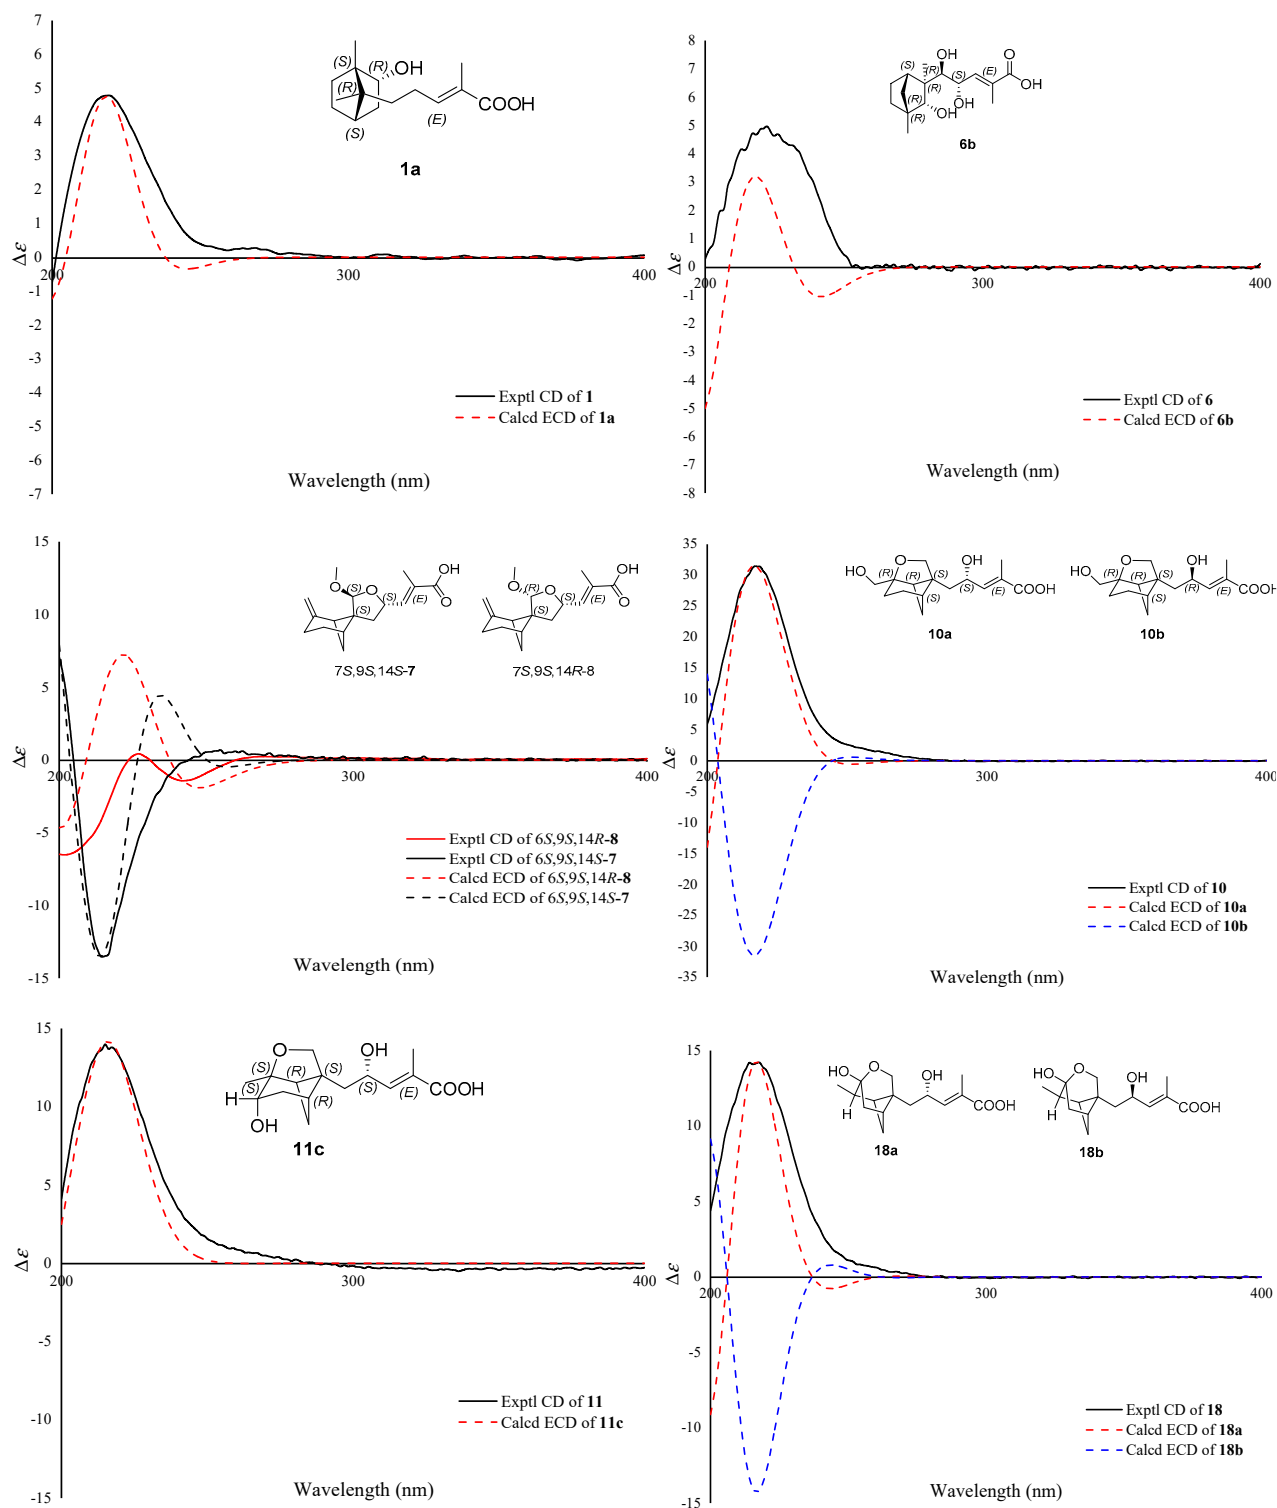 7
6
5
4
3
2
1
0
-1
-2
-3
-4
-5
-6
-7
Δε
200
300
400
(S)
(R)
OH
(R)
COOH
(E)
(S)
1a
Exptl CD of 1
Calcd ECD of 1a
Wavelength (nm)
8
7
6
5
4
3
2
1
0
-1
-2
-3
-4
-5
-6
-7
-8
Δε
200
300
400
OH
O
(S)
(R)
(S)
(E)
(R)
OH
(R)
OH
OH
(R)
6b
Exptl CD of 6
Calcd ECD of 6b
Wavelength (nm)
15
10
5
0
-5
-10
-15
Δε
200
300
400
O
(S)
O
(S)
(S)
(E)
OH
O
7S,9S,14S-7
O
(R)
O
(S)
(S)
(E)
OH
O
7S,9S,14R-8
Exptl CD of 6S,9S,14R-8
Exptl CD of 6S,9S,14S-7
Calcd ECD of 6S,9S,14R-8
Calcd ECD of 6S,9S,14S-7
Wavelength (nm)
35
30
25
20
15
10
5
0
-5
-10
-15
-20
-25
-30
-35
Δε
200
300
400
O
OH
HO
(R)
(R)
(S)
(S)
(E)
COOH
(S)
10a
O
OH
HO
(R)
(R)
(S)
(R)
(E)
COOH
(S)
10b
Exptl CD of 10
Calcd ECD of 10a
Calcd ECD of 10b
Wavelength (nm)
15
10
5
0
-5
-10
-15
Δε
200
300
400
O
OH
(S)
(R)
(S)
(S)
H
(S)
(E)
COOH
(R)
OH
11c
Exptl CD of 11
Calcd ECD of 11c
Wavelength (nm)
15
10
5
0
-5
-10
-15
Δε
200
300
400
HO
O
OH
H
COOH
18a
HO
O
OH
H
COOH
18b
Exptl CD of 18
Calcd ECD of 18a
Calcd ECD of 18b
Wavelength (nm)